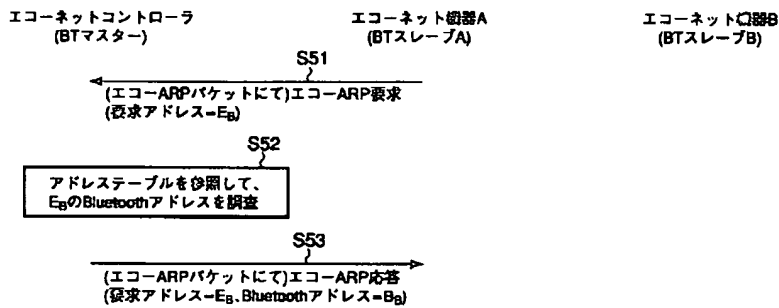 エコーネットコントローラ
(BTマスター)
エコーネット機器A
(BTスレーブA)
エコーネット機器B
(BTスレーブB)
S51
(エコーARPパケットにて)エコーARP要求
(要求アドレス=EB)
S52
アドレステーブルを参照して、
EBのBluetoothアドレスを調査
S53
(エコーARPパケットにて)エコーARP応答
(要求アドレス=EB、Bluetoothアドレス=BB)